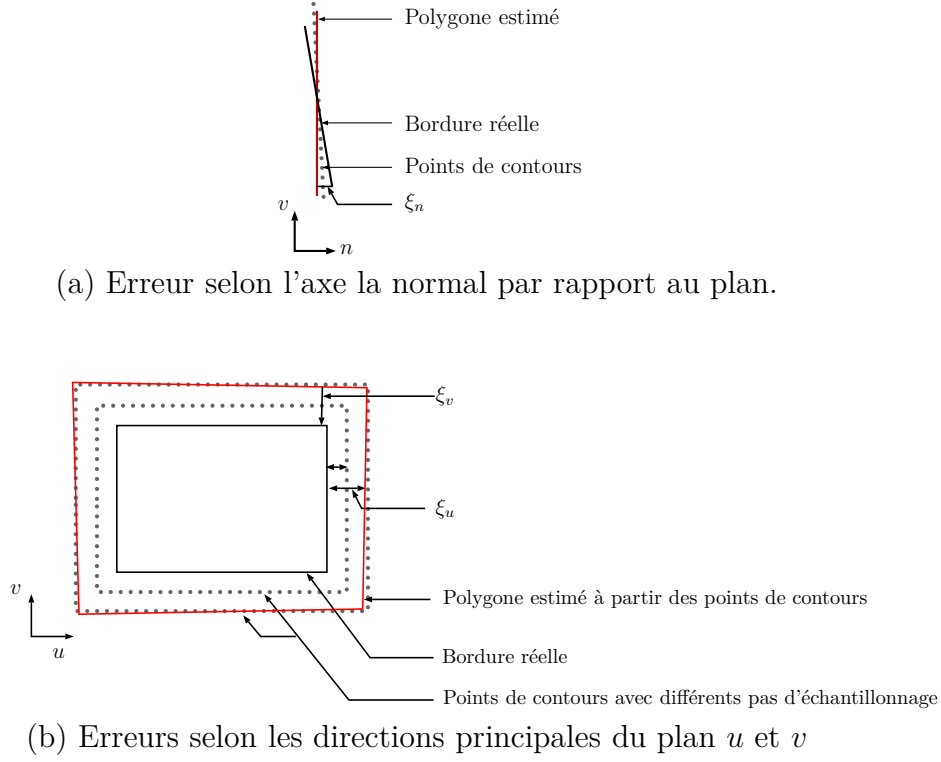 Polygone estimé
Bordure réelle
Points de contours
ξₙ
v
n
(a) Erreur selon l'axe la normal par rapport au plan.
ξᵥ
ξᵤ
v
u
Polygone estimé à partir des points de contours
Bordure réelle
Points de contours avec différents pas d'échantillonnage
(b) Erreurs selon les directions principales du plan u et v